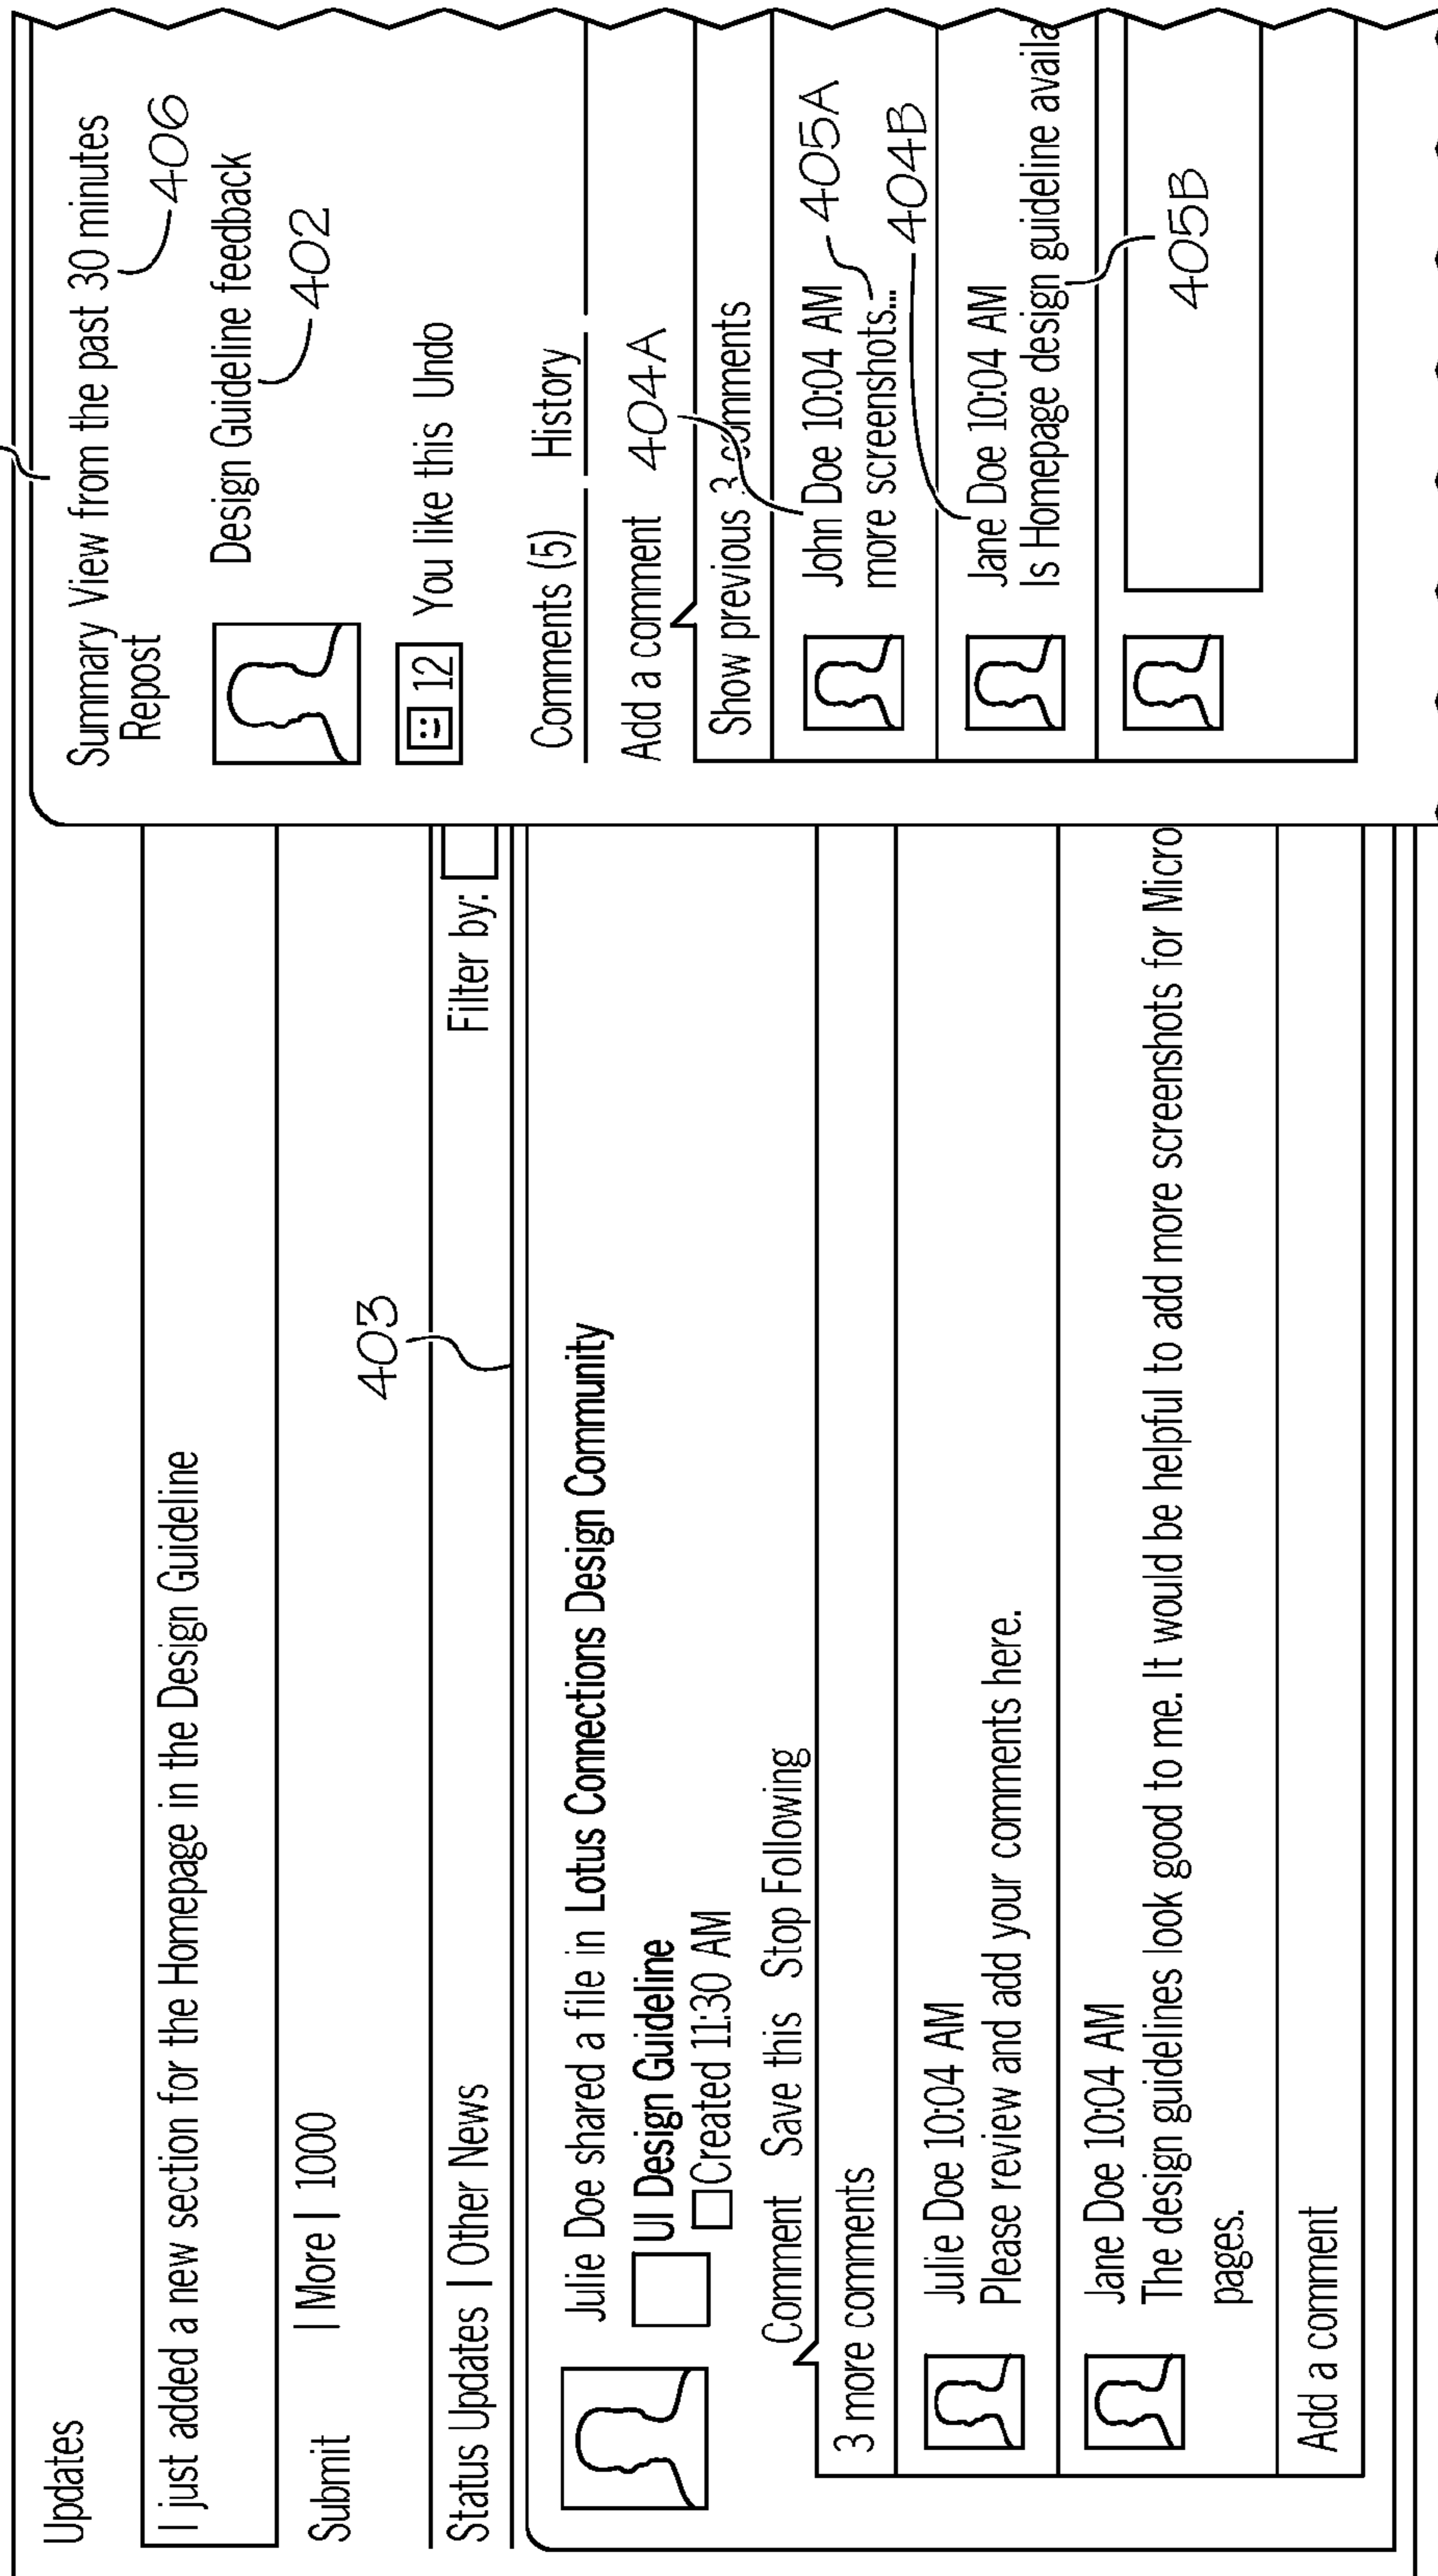 Updates
I just added a new section for the Homepage in the Design Guideline
Submit | More | 1000
403
Status Updates | Other News Filter by:
Julie Doe shared a file in Lotus Connections Design Community
UI Design Guideline
Created 11:30 AM
Comment Save this Stop Following
3 more comments
Julie Doe 10:04 AM
Please review and add your comments here.
Jane Doe 10:04 AM
The design guidelines look good to me. It would be helpful to add more screenshots for Micro
pages.
Add a comment
Summary View from the past 30 minutes
Repost
406
Design Guideline feedback
402
12 You like this Undo
Comments (5) History
Add a comment 404A
Show previous 3 comments
John Doe 10:04 AM 405A
more screenshots...
404B
Jane Doe 10:04 AM
Is Homepage design guideline availa
405B